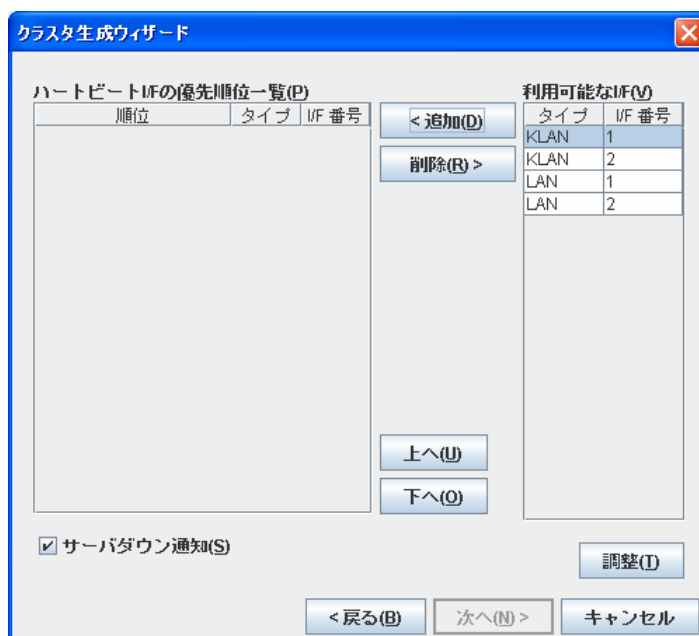 クラスタ生成ウィザード
ハートビートI/Fの優先順位一覧(P)
順位 タイプ I/F 番号
< 追加(D)
削除(R) >
利用可能なI/F(V)
タイプ I/F 番号
KLAN 1
KLAN 2
LAN 1
LAN 2
上へ(U)
下へ(O)
サーバダウン通知(S)
調整(T)
< 戻る(B)
次へ(N) >
キャンセル